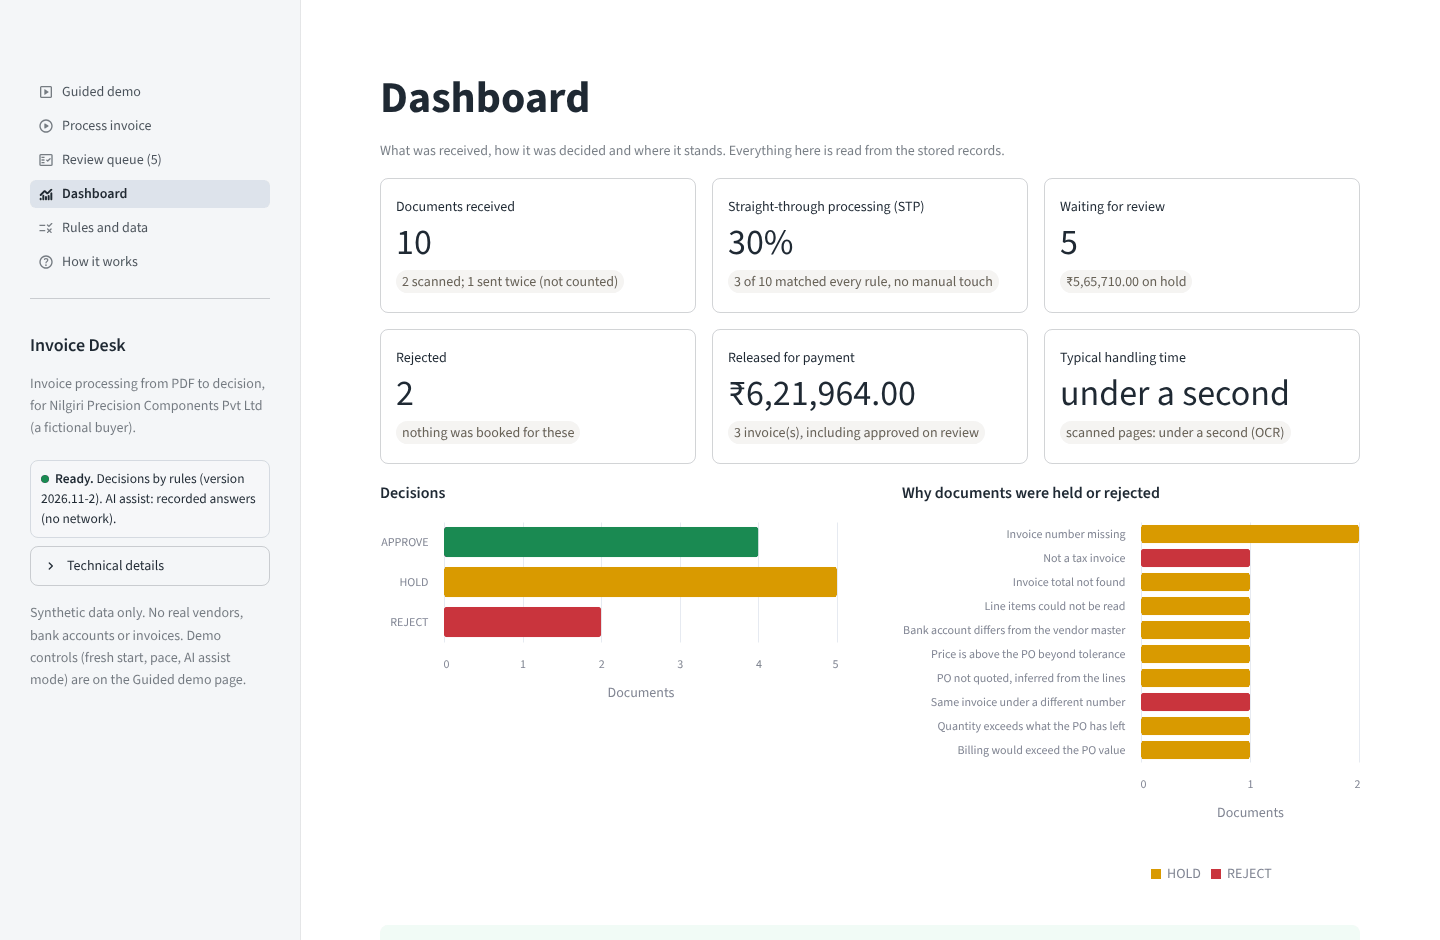 Guided demo
Process invoice
Review queue (5)
Dashboard
Rules and data
How it works
Invoice Desk
Invoice processing from PDF to decision,
for Nilgiri Precision Components Pvt Ltd
(a fictional buyer).
Ready. Decisions by rules (version
2026.11-2). AI assist: recorded answers
(no network).
Technical details
Synthetic data only. No real vendors,
bank accounts or invoices. Demo
controls (fresh start, pace, AI assist
mode) are on the Guided demo page.
Dashboard
What was received, how it was decided and where it stands. Everything here is read from the stored records.
Documents received
10
2 scanned; 1 sent twice (not counted)
Straight-through processing (STP)
30%
3 of 10 matched every rule, no manual touch
Waiting for review
5
₹5,65,710.00 on hold
Rejected
2
nothing was booked for these
Released for payment
₹6,21,964.00
3 invoice(s), including approved on review
Typical handling time
under a second
scanned pages: under a second (OCR)
Decisions
APPROVE
HOLD
REJECT
0 1 2 3 4 5
Documents
Why documents were held or rejected
Invoice number missing
Not a tax invoice
Invoice total not found
Line items could not be read
Bank account differs from the vendor master
Price is above the PO beyond tolerance
PO not quoted, inferred from the lines
Same invoice under a different number
Quantity exceeds what the PO has left
Billing would exceed the PO value
0 1 2
Documents
HOLD REJECT